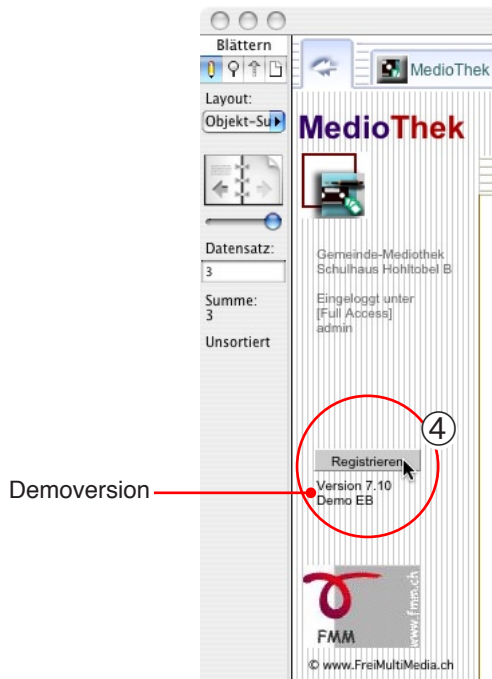 Blättern
Layout:
Objekt-Su
Datensatz:
3
Summe:
3
Unsortiert
MedioThek
MedioThek
Gemeinde-Mediothek
Schulhaus Hohltobel B
Eingeloggt unter
[Full Access]
admin
4
Registrieren
Version 7.10
Demo EB
Demoversion
FMM
www.fmm.ch
© www.FreiMultiMedia.ch